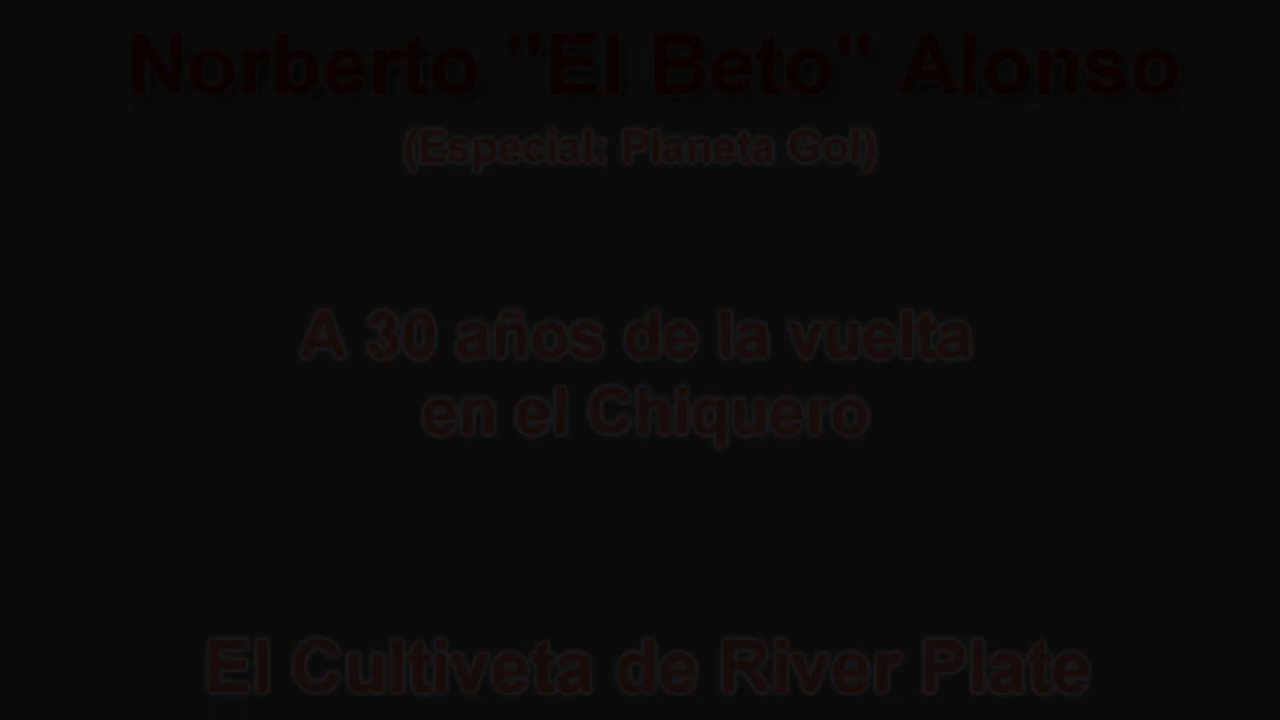 Norberto "El Beto" Alonso
(Especial: Planeta Gol)
A 30 años de la vuelta
en el Chiquero
El Cultiveta de River Plate